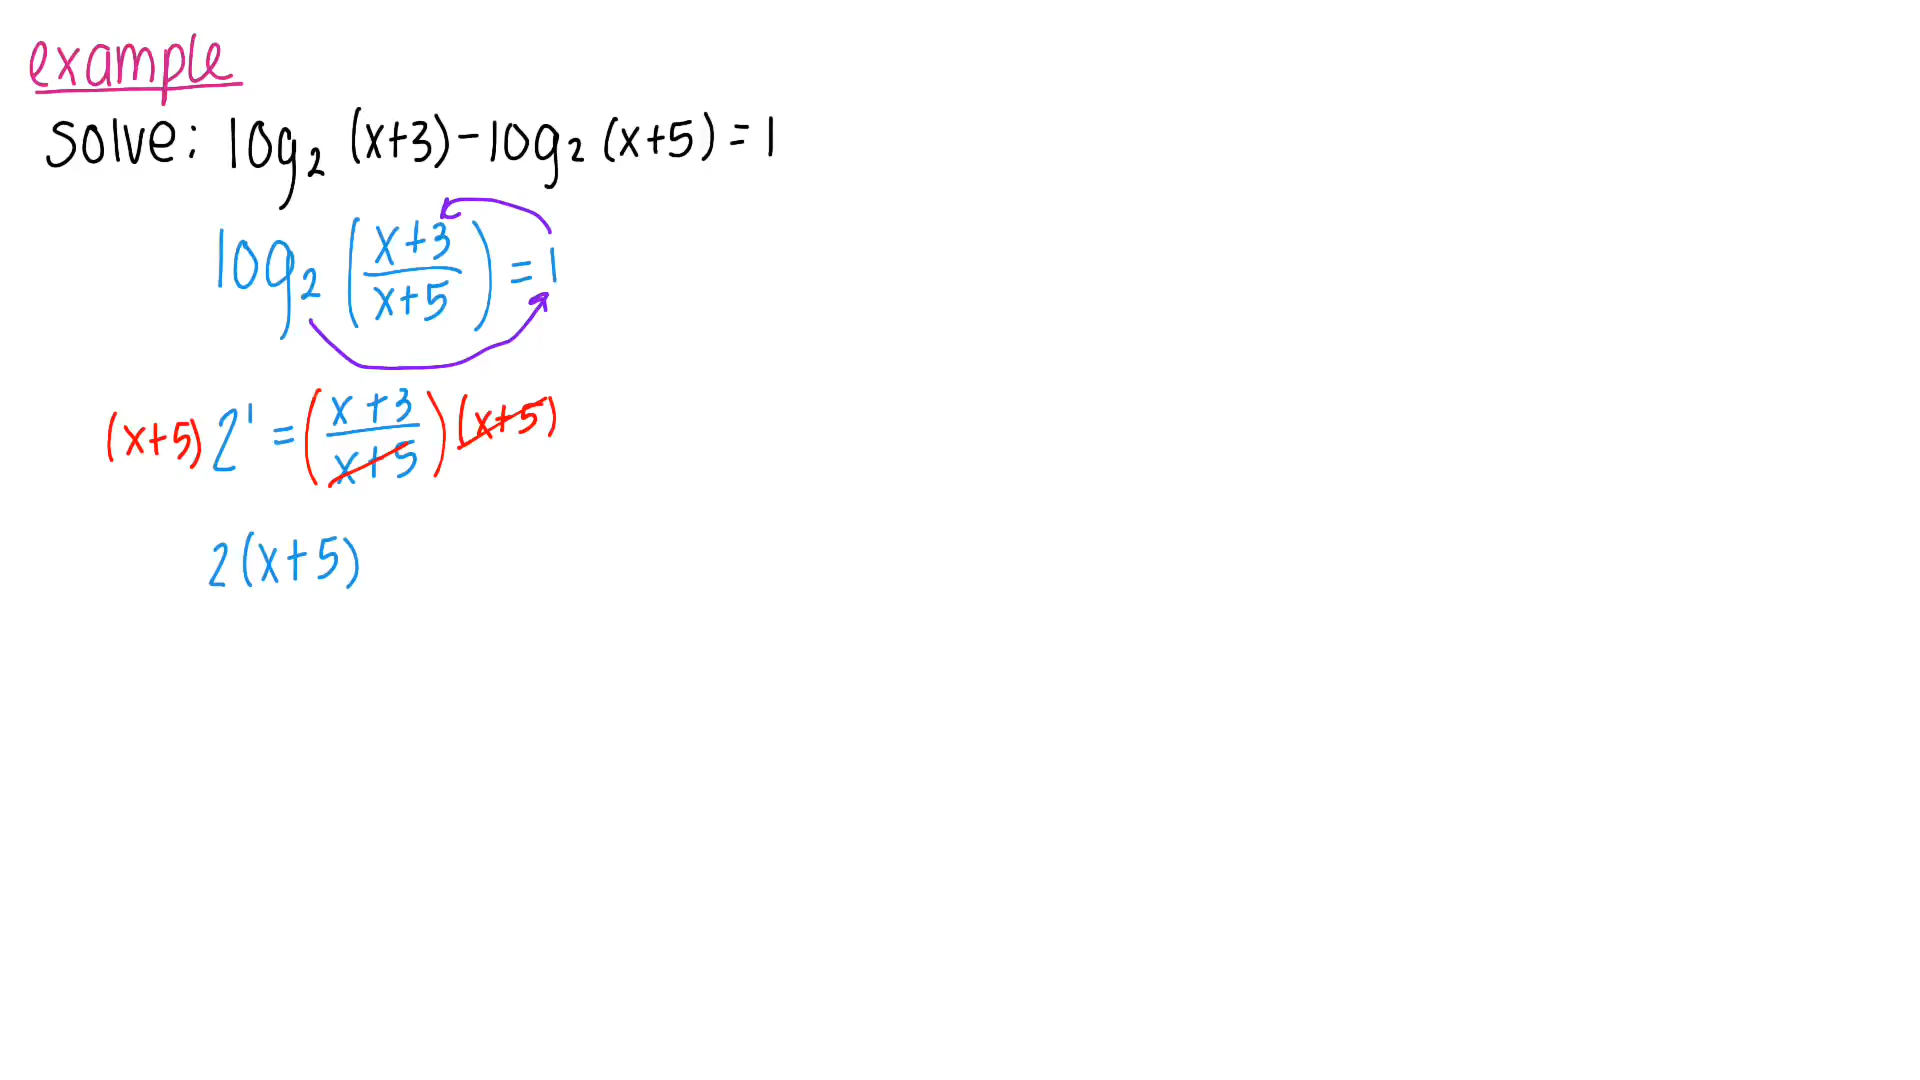 example
solve: log₂ (x+3) - log₂ (x+5) = 1
log₂ (x+3 / x+5) = 1
(x+5) 2¹ = (x+3 / x+5) (x+5)
2(x+5)